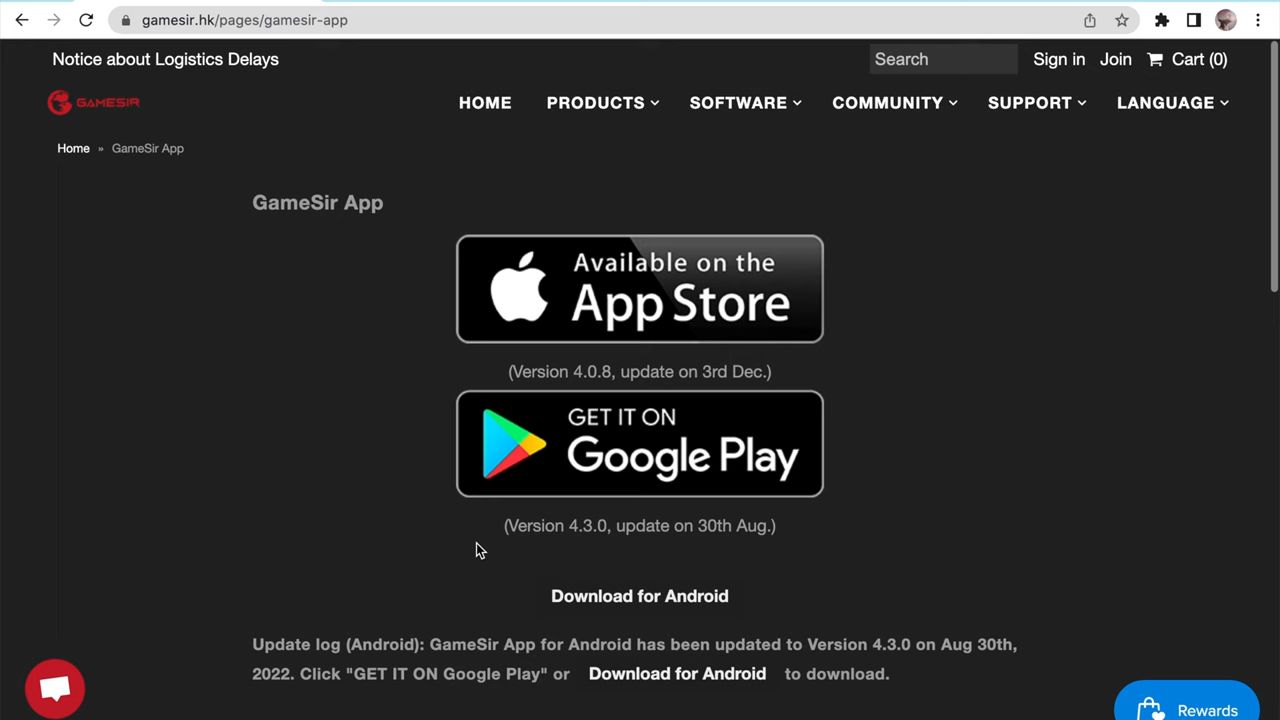 gamesir.hk/pages/gamesir-app
Notice about Logistics Delays
Search
Sign in
Join
Cart (0)
GAMESIR
HOME
PRODUCTS
SOFTWARE
COMMUNITY
SUPPORT
LANGUAGE
Home » GameSir App
GameSir App
Available on the
App Store
(Version 4.0.8, update on 3rd Dec.)
GET IT ON
Google Play
(Version 4.3.0, update on 30th Aug.)
Download for Android
Update log (Android): GameSir App for Android has been updated to Version 4.3.0 on Aug 30th,
2022. Click "GET IT ON Google Play" or Download for Android to download.
Rewards